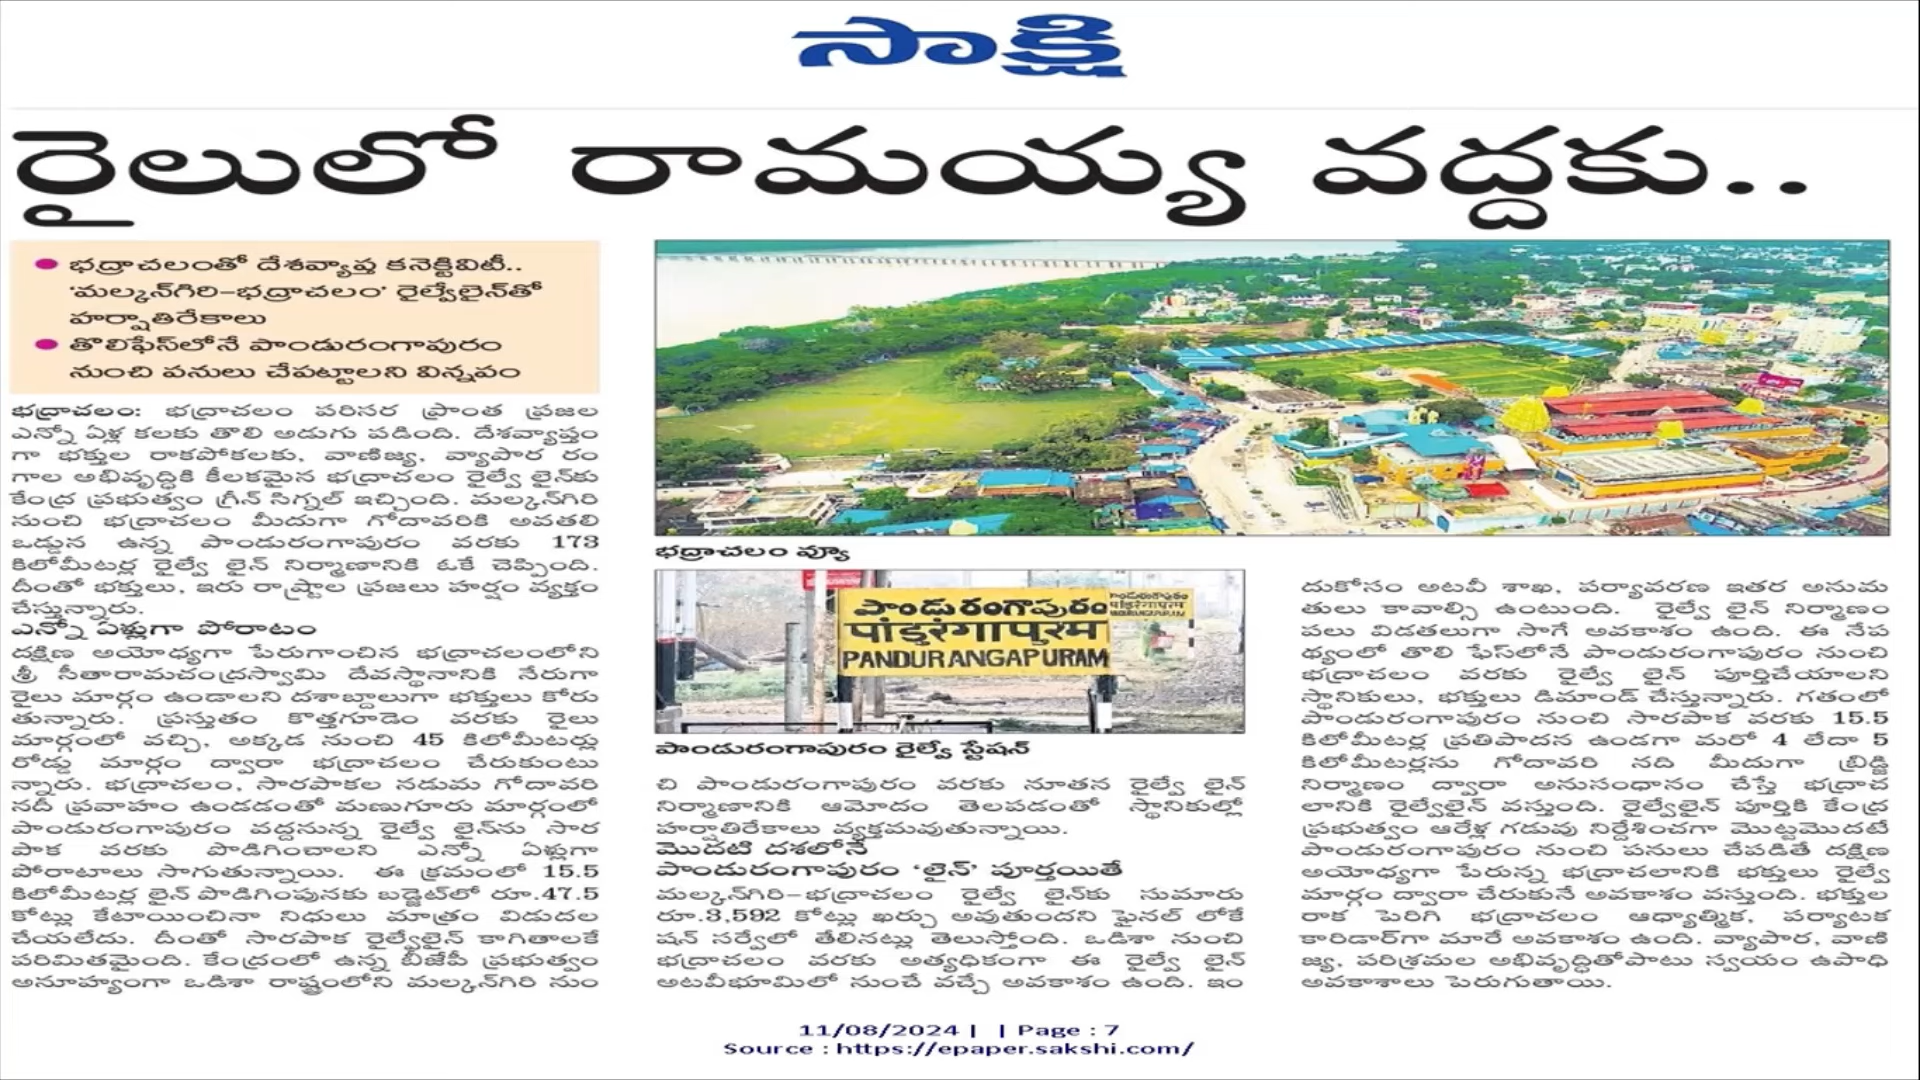 సాక్షి
రైలులో రామయ్య వద్దకు..
● భద్రాచలంతో దేశవ్యాప్త కనెక్టివిటీ..
‘మల్కన్‌గిరి–భద్రాచలం’ రైల్వేలైన్‌తో
హర్షాతిరేకాలు
● తొలిఫేస్‌లోనే పాండురంగాపురం
నుంచి పనులు చేపట్టాలని విన్నవం
భద్రాచలం: భద్రాచలం పరిసర ప్రాంత ప్రజల
ఎన్నో ఏళ్ల కలకు తొలి అడుగు పడింది. దేశవ్యాప్తం
గా భక్తుల రాకపోకలకు, వాణిజ్య, వ్యాపార రం
గాల అభివృద్ధికి కీలకమైన భద్రాచలం రైల్వే లైన్‌కు
కేంద్ర ప్రభుత్వం గ్రీన్ సిగ్నల్ ఇచ్చింది. మల్కన్‌గిరి
నుంచి భద్రాచలం మీదుగా గోదావరికి అవతలి
ఒడ్డున ఉన్న పాండురంగాపురం వరకు 173
కిలోమీటర్ల రైల్వే లైన్ నిర్మాణానికి ఓకే చెప్పింది.
దీంతో భక్తులు, ఇరు రాష్ట్రాల ప్రజలు హర్షం వ్యక్తం
చేస్తున్నారు.
ఎన్నో ఏళ్లుగా పోరాటం
దక్షిణ అయోధ్యగా పేరుగాంచిన భద్రాచలంలోని
శ్రీ సీతారామచంద్రస్వామి దేవస్థానానికి నేరుగా
రైలు మార్గం ఉండాలని దశాబ్దాలుగా భక్తులు కోరు
తున్నారు. ప్రస్తుతం కొత్తగూడెం వరకు రైలు
మార్గంలో వచ్చి, అక్కడ నుంచి 45 కిలోమీటర్లు
రోడ్డు మార్గం ద్వారా భద్రాచలం చేరుకుంటు
న్నారు. భద్రాచలం, సారపాకల నడుమ గోదావరి
నదీ ప్రవాహం ఉండడంతో మణుగూరు మార్గంలో
పాండురంగాపురం వద్దనున్న రైల్వే లైన్‌ను సార
పాక వరకు పొడిగించాలని ఎన్నో ఏళ్లుగా
పోరాటాలు సాగుతున్నాయి. ఈ క్రమంలో 15.5
కిలోమీటర్ల లైన్ పొడిగింపునకు బడ్జెట్‌లో రూ.47.5
కోట్లు కేటాయించినా నిధులు మాత్రం విడుదల
చేయలేదు. దీంతో సారపాక రైల్వేలైన్ కాగితాలకే
పరిమితమైంది. కేంద్రంలో ఉన్న బీజేపీ ప్రభుత్వం
అనూహ్యంగా ఒడిశా రాష్ట్రంలోని మల్కన్‌గిరి నుం
భద్రాచలం వ్యూ
పాండురంగాపురం
पांडुरंगापुरम
PANDURANGAPURAM
పాండురంగాపురం రైల్వే స్టేషన్
చి పాండురంగాపురం వరకు నూతన రైల్వే లైన్
నిర్మాణానికి ఆమోదం తెలపడంతో స్థానికుల్లో
హర్షాతిరేకాలు వ్యక్తమవుతున్నాయి.
మొదటి దశలోనే
పాండురంగాపురం ‘లైన్’ పూర్తయితే
మల్కన్‌గిరి–భద్రాచలం రైల్వే లైన్‌కు సుమారు
రూ.3,592 కోట్లు ఖర్చు అవుతుందని ఫైనల్ లోకే
షన్ సర్వేలో తేలినట్లు తెలుస్తోంది. ఒడిశా నుంచి
భద్రాచలం వరకు అత్యధికంగా ఈ రైల్వే లైన్
అటవీభూమిలో నుంచే వచ్చే అవకాశం ఉంది. ఇం
దుకోసం అటవీ శాఖ, పర్యావరణ ఇతర అనుమ
తులు కావాల్సి ఉంటుంది. రైల్వే లైన్ నిర్మాణం
పలు విడతలుగా సాగే అవకాశం ఉంది. ఈ నేప
థ్యంలో తొలి ఫేస్‌లోనే పాండురంగాపురం నుంచి
భద్రాచలం వరకు రైల్వే లైన్ పూర్తిచేయాలని
స్థానికులు, భక్తులు డిమాండ్ చేస్తున్నారు. గతంలో
పాండురంగాపురం నుంచి సారపాక వరకు 15.5
కిలోమీటర్ల ప్రతిపాదన ఉండగా మరో 4 లేదా 5
కిలోమీటర్లను గోదావరి నది మీదుగా బ్రిడ్జి
నిర్మాణం ద్వారా అనుసంధానం చేస్తే భద్రాచ
లానికి రైల్వేలైన్ వస్తుంది. రైల్వేలైన్ పూర్తికి కేంద్ర
ప్రభుత్వం ఆరేళ్ల గడువు నిర్దేశించగా మొట్టమొదటే
పాండురంగాపురం నుంచి పనులు చేపడితే దక్షిణ
అయోధ్యగా పేరున్న భద్రాచలానికి భక్తులు రైల్వే
మార్గం ద్వారా చేరుకునే అవకాశం వస్తుంది. భక్తుల
రాక పెరిగి భద్రాచలం ఆధ్యాత్మిక, పర్యాటక
కారిడార్‌గా మారే అవకాశం ఉంది. వ్యాపార, వాణి
జ్య, పరిశ్రమల అభివృద్ధితోపాటు స్వయం ఉపాధి
అవకాశాలు పెరుగుతాయి.
11/08/2024 | | Page : 7
Source : https://epaper.sakshi.com/